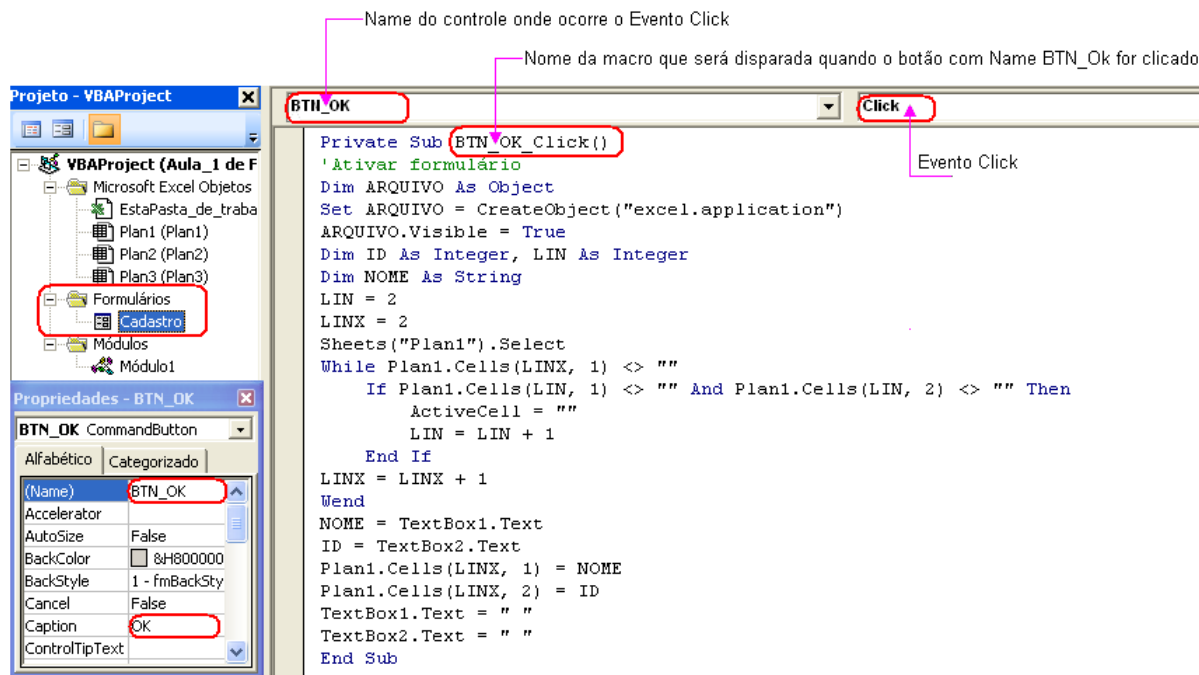 Name do controle onde ocorre o Evento Click
Nome da macro que será disparada quando o botão com Name BTN_Ok for clicado
Projeto - VBAProject
VBAProject (Aula_1 de F
Microsoft Excel Objetos
EstaPasta_de_traba
Plan1 (Plan1)
Plan2 (Plan2)
Plan3 (Plan3)
Formulários
Cadastro
Módulos
Módulo1
Propriedades - BTN_OK
BTN_OK CommandButton
Alfabético Categorizado
(Name) BTN_OK
Accelerator
AutoSize False
BackColor &H800000
BackStyle 1 - fmBackSty
Cancel False
Caption OK
ControlTipText
BTN_OK
Click
Evento Click
Private Sub BTN_OK_Click()
'Ativar formulário
Dim ARQUIVO As Object
Set ARQUIVO = CreateObject("excel.application")
ARQUIVO.Visible = True
Dim ID As Integer, LIN As Integer
Dim NOME As String
LIN = 2
LINX = 2
Sheets("Plan1").Select
While Plan1.Cells(LINX, 1) <> ""
If Plan1.Cells(LIN, 1) <> "" And Plan1.Cells(LIN, 2) <> "" Then
ActiveCell = ""
LIN = LIN + 1
End If
LINX = LINX + 1
Wend
NOME = TextBox1.Text
ID = TextBox2.Text
Plan1.Cells(LINX, 1) = NOME
Plan1.Cells(LINX, 2) = ID
TextBox1.Text = " "
TextBox2.Text = " "
End Sub